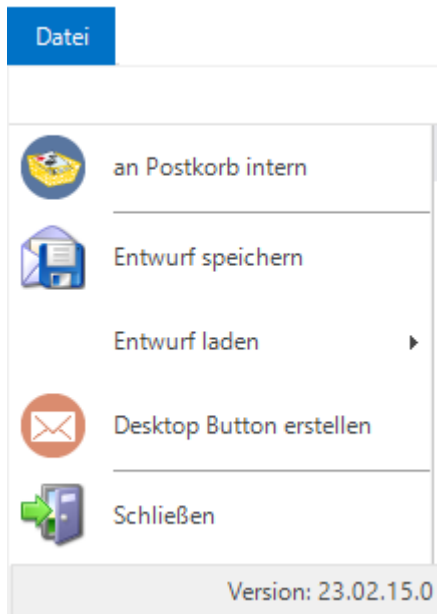 Datei
an Postkorb intern
Entwurf speichern
Entwurf laden
Desktop Button erstellen
Schließen
Version: 23.02.15.0